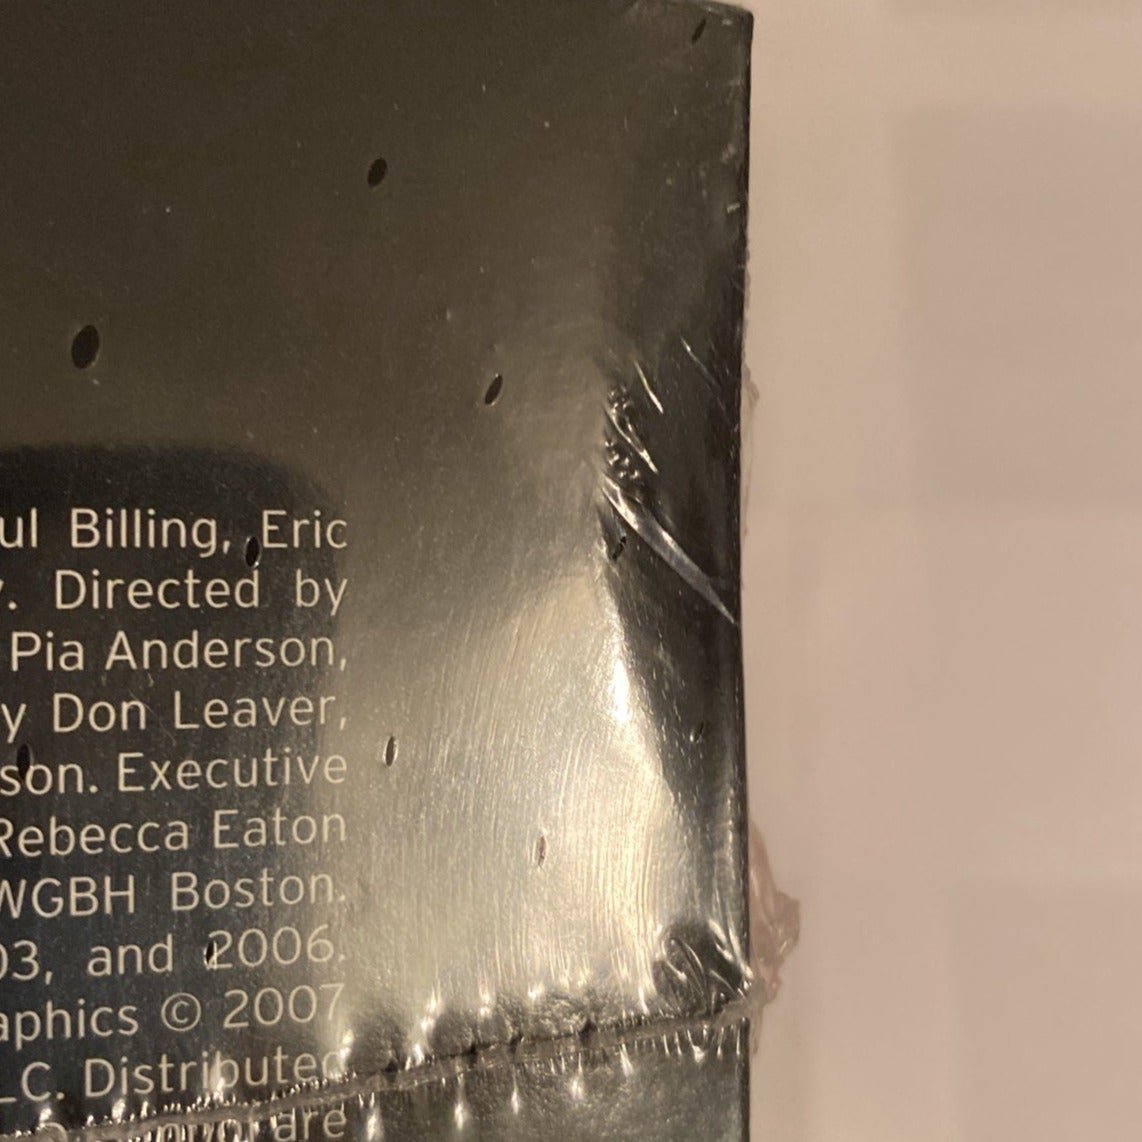 ul Billing, Eric
. Directed by
Pia Anderson,
y Don Leaver,
son. Executive
Rebecca Eaton
WGBH Boston.
03, and 2006.
aphics © 2007
C. Distributed
are